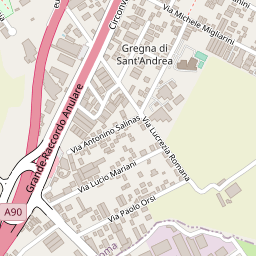 Via Michele Migliarini
Circonv
Gregna di
Sant'Andrea
Grande Raccordo Anulare
Via Antonino Salinas
Via Lucrezia Romana
Via Lucio Mariani
A90
Via Paolo Orsi